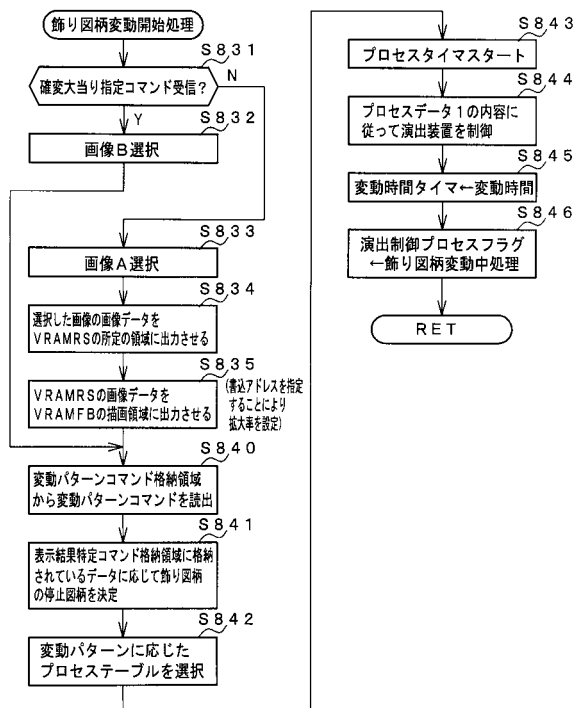 飾り図柄変動開始処理
S831
確変大当り指定コマンド受信？
N
Y
S832
画像B選択
S833
画像A選択
S834
選択した画像の画像データを
VRAMRSの所定の領域に出力させる
S835
VRAMRSの画像データを
VRAMFBの描画領域に出力させる
(書込アドレスを指定
することにより
拡大率を設定)
S840
変動パターンコマンド格納領域
から変動パターンコマンドを読出
S841
表示結果特定コマンド格納領域に格納
されているデータに応じて飾り図柄
の停止図柄を決定
S842
変動パターンに応じた
プロセステーブルを選択
S843
プロセスタイマスタート
S844
プロセスデータ1の内容に
従って演出装置を制御
S845
変動時間タイマ←変動時間
S846
演出制御プロセスフラグ
←飾り図柄変動中処理
RET